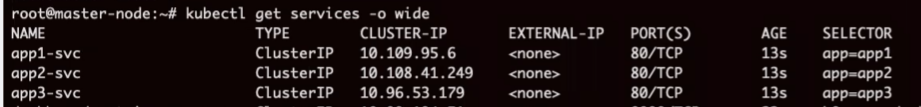 root@master-node:~# kubectl get services -o wide
NAME TYPE CLUSTER-IP EXTERNAL-IP PORT(S) AGE SELECTOR
app1-svc ClusterIP 10.109.95.6 <none> 80/TCP 13s app=app1
app2-svc ClusterIP 10.108.41.249 <none> 80/TCP 13s app=app2
app3-svc ClusterIP 10.96.53.179 <none> 80/TCP 13s app=app3